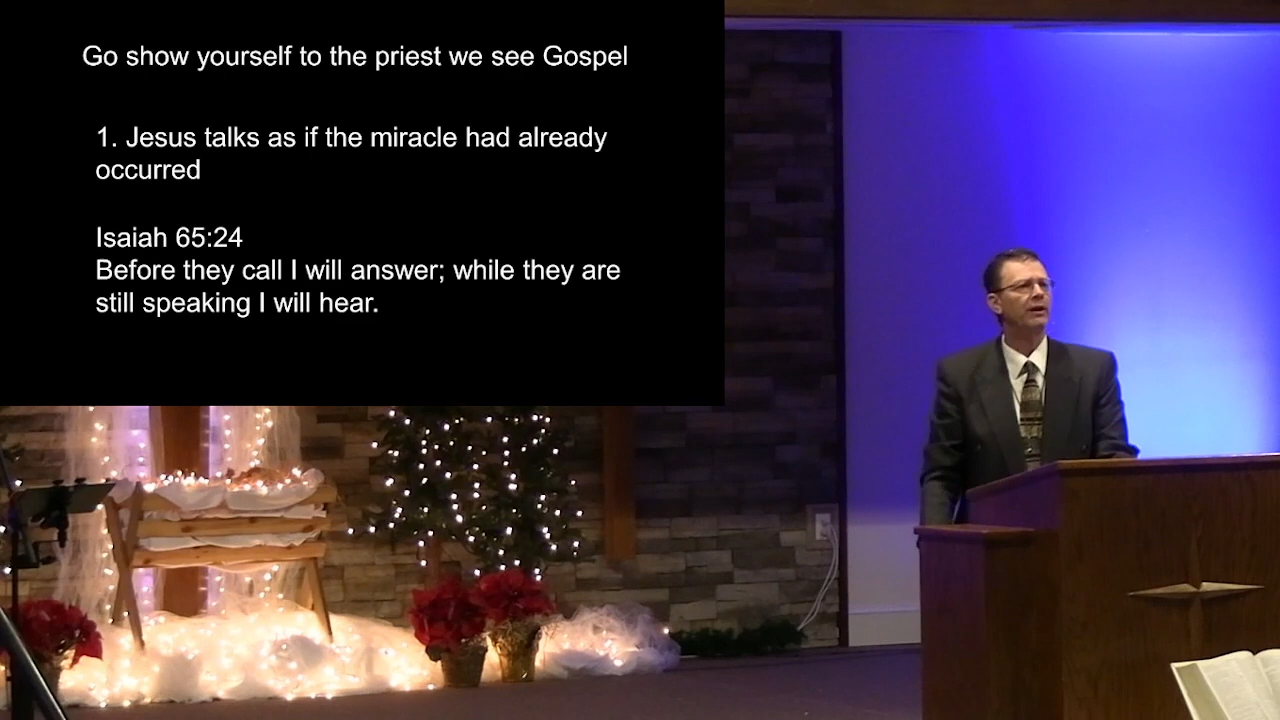 Go show yourself to the priest we see Gospel
1. Jesus talks as if the miracle had already
occurred
Isaiah 65:24
Before they call I will answer; while they are
still speaking I will hear.